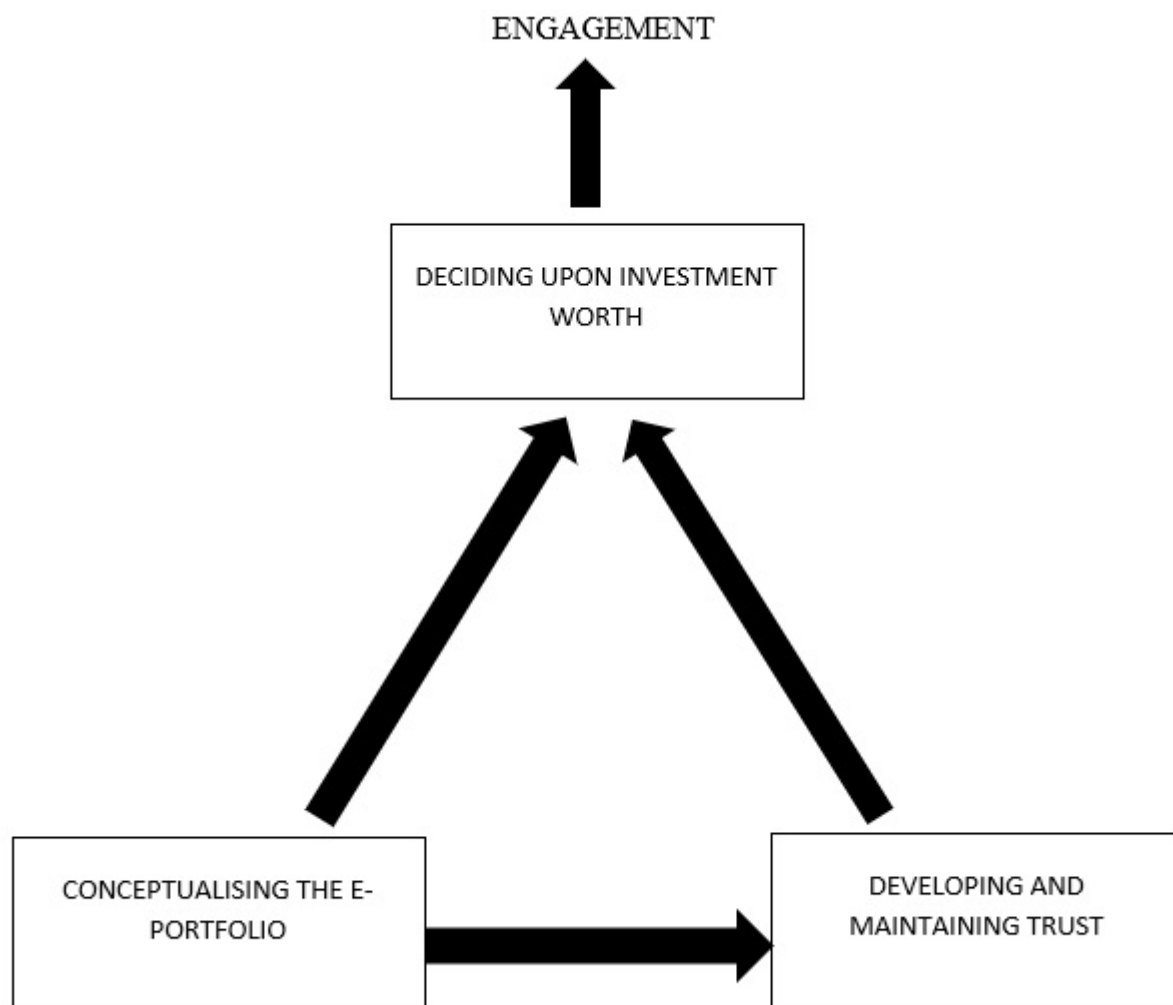 ENGAGEMENT
DECIDING UPON INVESTMENT
WORTH
CONCEPTUALISING THE E-
PORTFOLIO
DEVELOPING AND
MAINTAINING TRUST